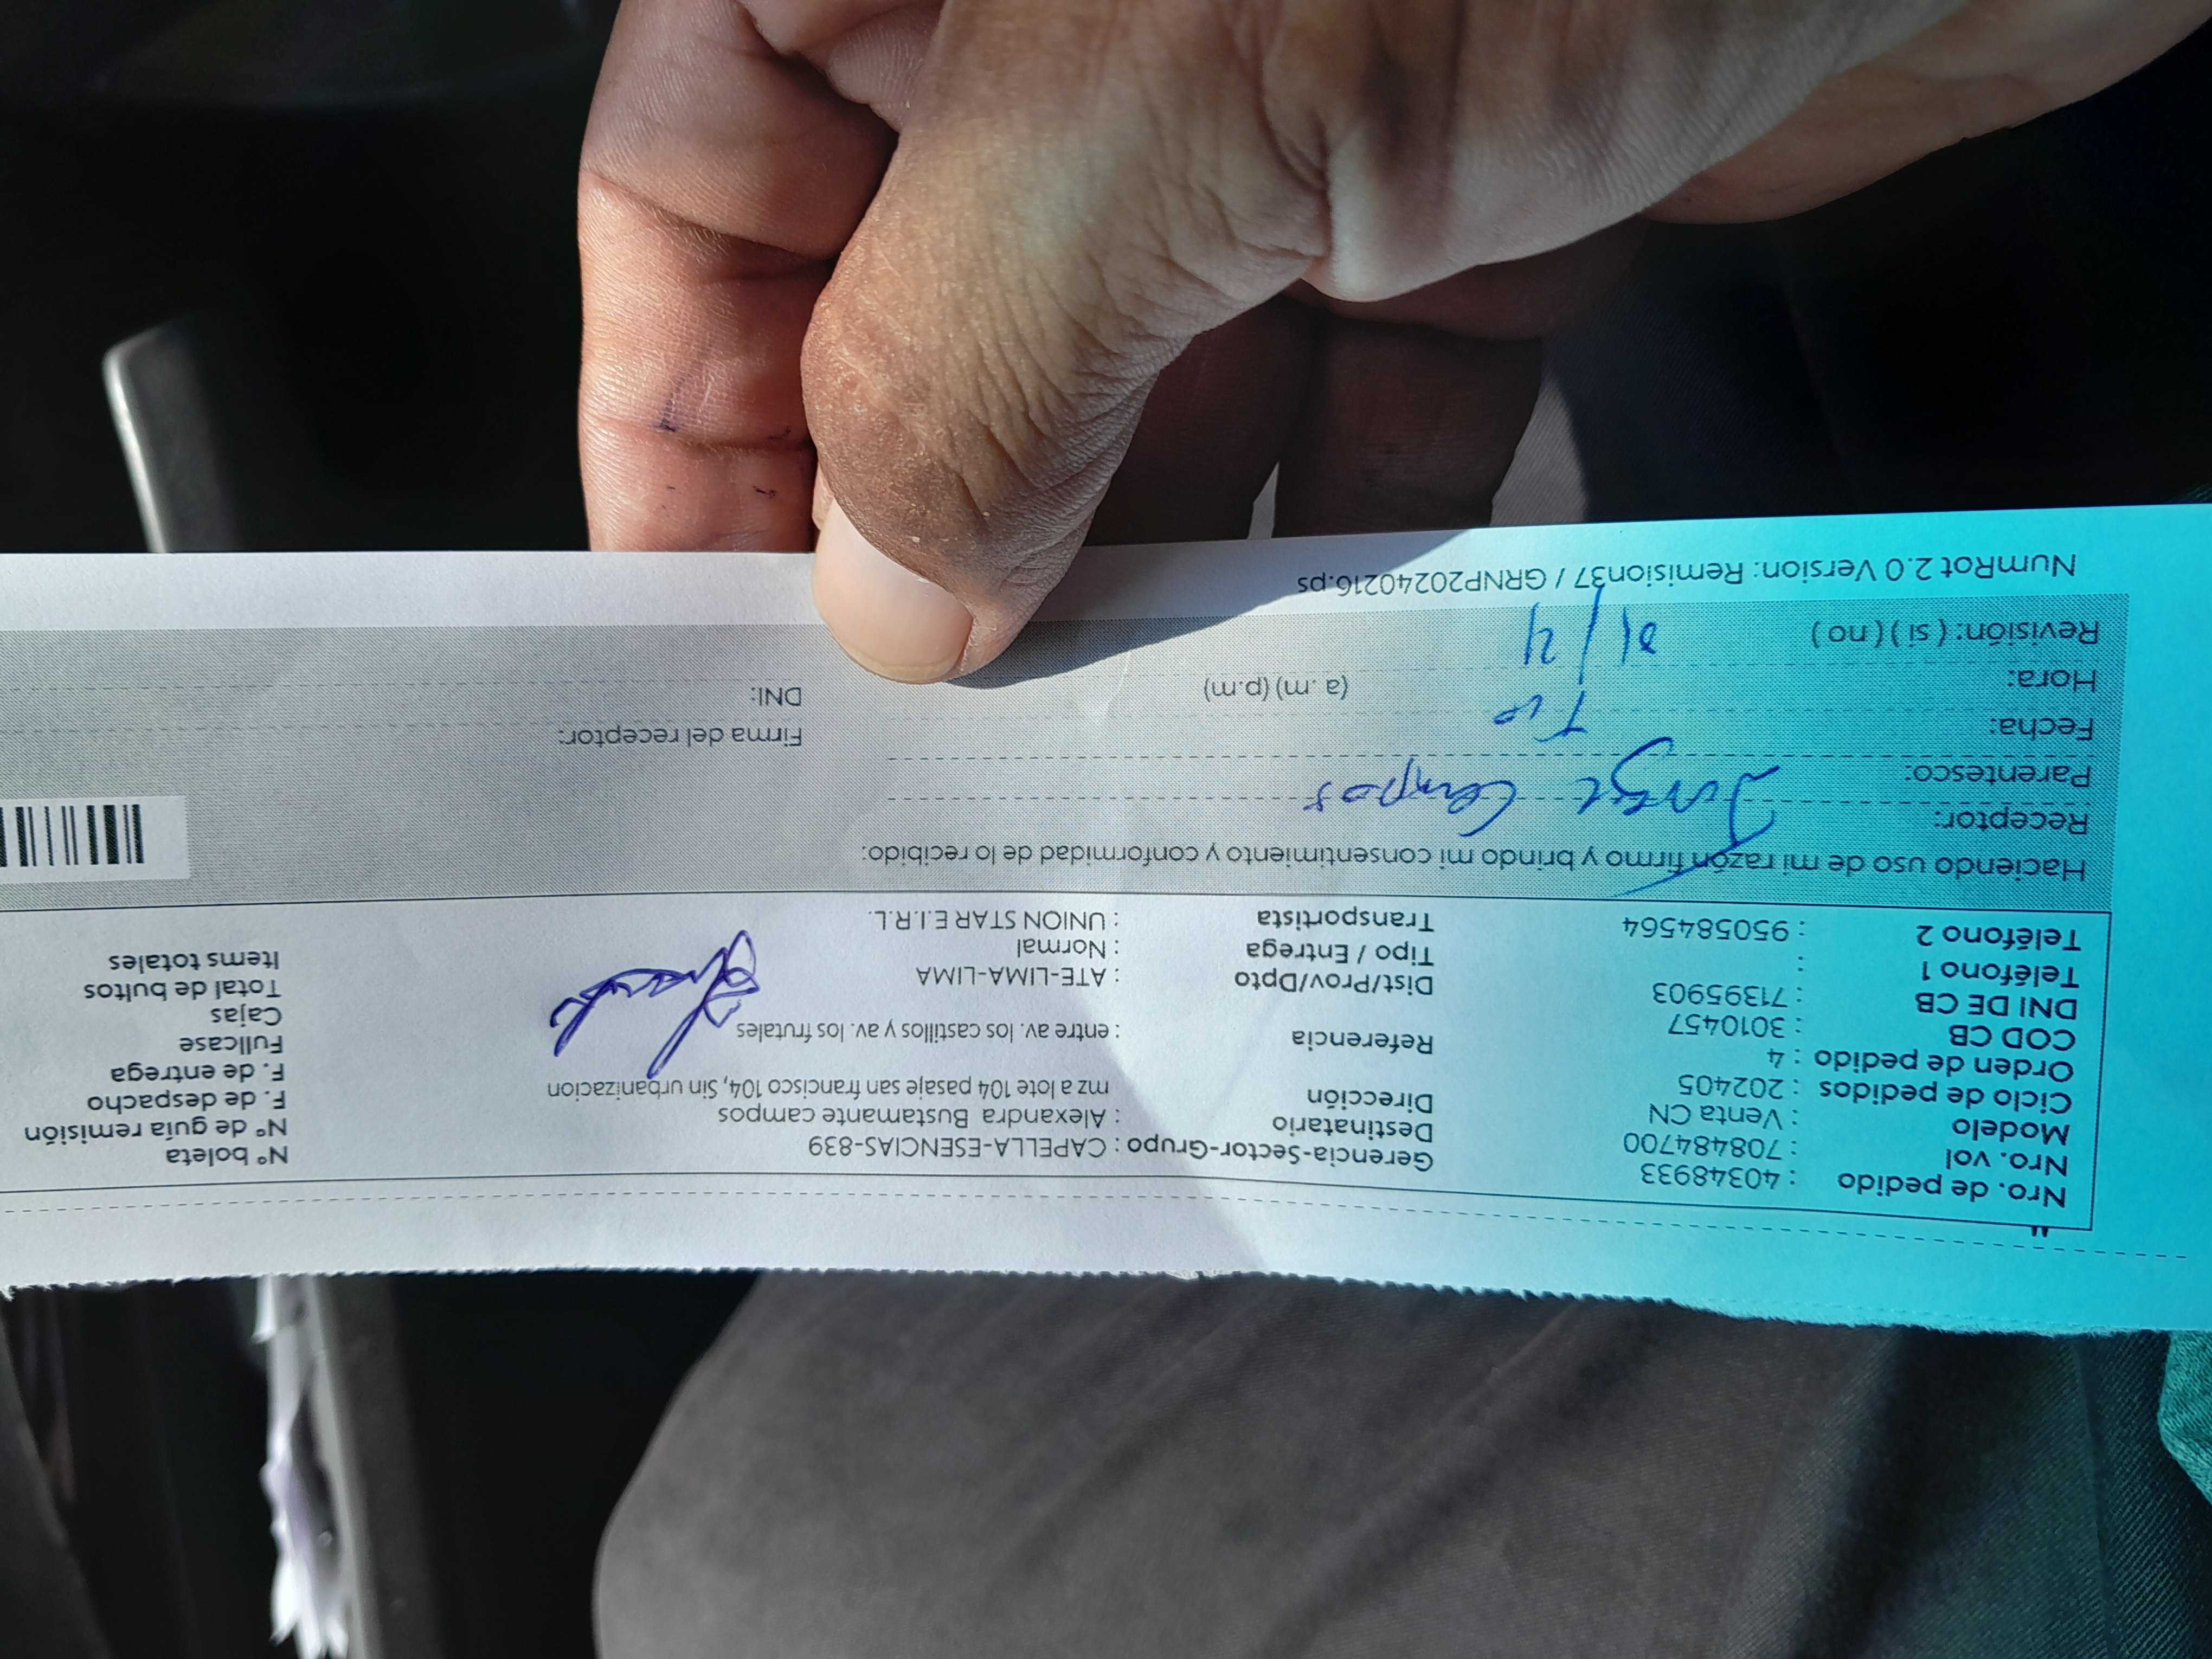 Nro. de pedido : 40348933
Nro. vol : 708484700
Modelo : Venta CN
Ciclo de pedidos : 202405
Orden de pedido : 4
COD CB : 3010457
DNI DE CB : 71395903
Teléfono 1 :
Teléfono 2 : 950584564
Gerencia-Sector-Grupo : CAPELLA-ESENCIAS-839
Destinatario : Alexandra Bustamante campos
Dirección mz a lote 104 pasaje san francisco 104, Sin urbanizacion
Referencia : entre av. los castillos y av. los frutales
Dist/Prov/Dpto : ATE-LIMA-LIMA
Tipo / Entrega : Normal
Transportista : UNION STAR E.I.R.L.
N° boleta
N° de guía remisión
F. de despacho
F. de entrega
Fullcase
Cajas
Total de bultos
Items totales
Haciendo uso de mi razón firmo y brindo mi consentimiento y conformidad de lo recibido:
Receptor: Jorge Campos
Parentesco:
Fecha: Tio
Hora: (a. m) (p.m)
Revisión: ( si ) ( no )
Firma del receptor:
DNI:
NumRot 2.0 Version: Remision37 / GRNP20240216.ps